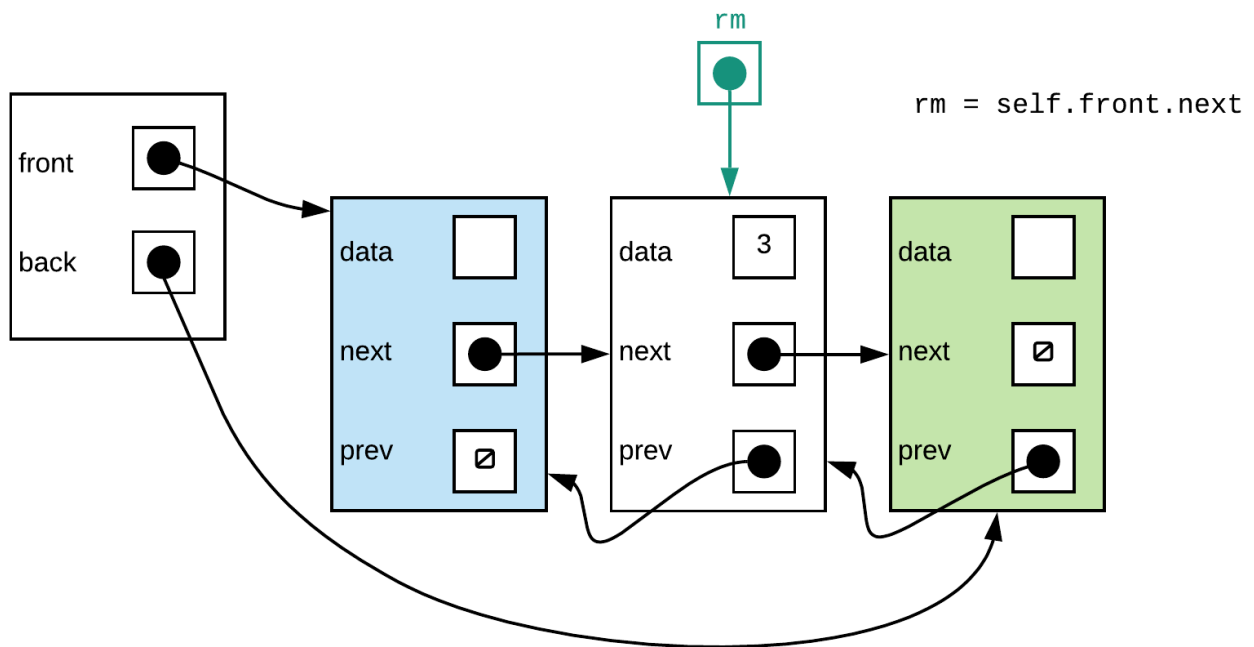 rm
rm = self.front.next
front
back
data
next
prev
data 3
next
prev
data
next
prev